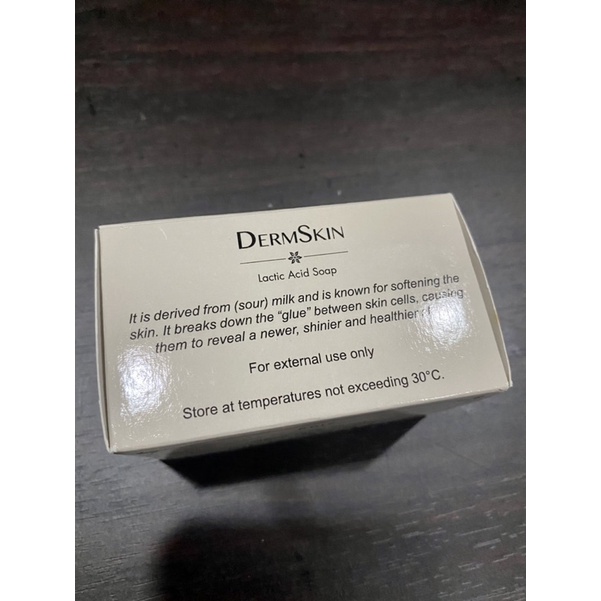 DERMSKIN
Lactic Acid Soap
It is derived from (sour) milk and is known for softening the
skin. It breaks down the "glue" between skin cells, causing
them to reveal a newer, shinier and healthier
For external use only
Store at temperatures not exceeding 30°C.